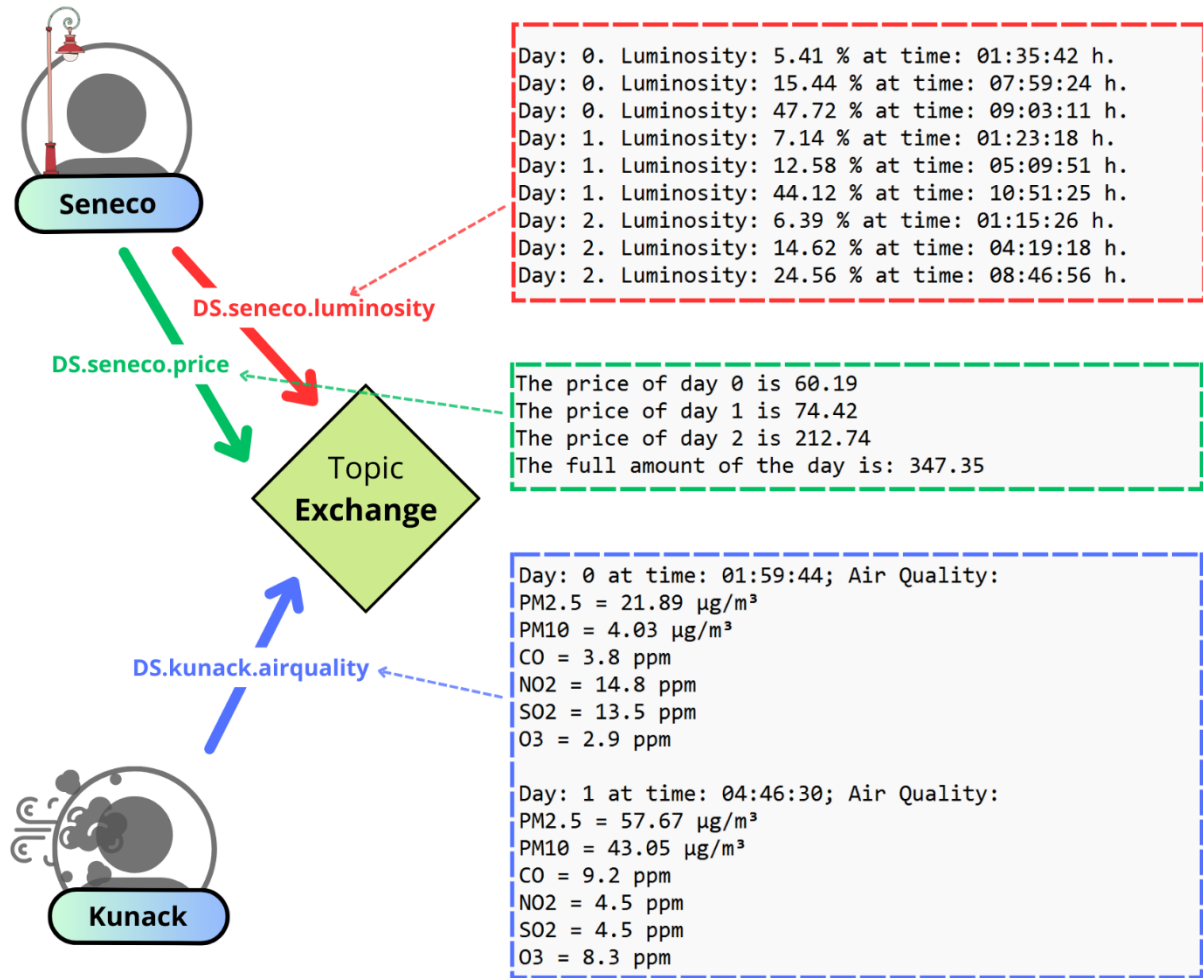 Seneco
DS.seneco.luminosity
DS.seneco.price
Topic
Exchange
DS.kunack.airquality
Kunack
Day: 0. Luminosity: 5.41 % at time: 01:35:42 h.
Day: 0. Luminosity: 15.44 % at time: 07:59:24 h.
Day: 0. Luminosity: 47.72 % at time: 09:03:11 h.
Day: 1. Luminosity: 7.14 % at time: 01:23:18 h.
Day: 1. Luminosity: 12.58 % at time: 05:09:51 h.
Day: 1. Luminosity: 44.12 % at time: 10:51:25 h.
Day: 2. Luminosity: 6.39 % at time: 01:15:26 h.
Day: 2. Luminosity: 14.62 % at time: 04:19:18 h.
Day: 2. Luminosity: 24.56 % at time: 08:46:56 h.
The price of day 0 is 60.19
The price of day 1 is 74.42
The price of day 2 is 212.74
The full amount of the day is: 347.35
Day: 0 at time: 01:59:44; Air Quality:
PM2.5 = 21.89 µg/m³
PM10 = 4.03 µg/m³
CO = 3.8 ppm
NO2 = 14.8 ppm
SO2 = 13.5 ppm
O3 = 2.9 ppm
Day: 1 at time: 04:46:30; Air Quality:
PM2.5 = 57.67 µg/m³
PM10 = 43.05 µg/m³
CO = 9.2 ppm
NO2 = 4.5 ppm
SO2 = 4.5 ppm
O3 = 8.3 ppm